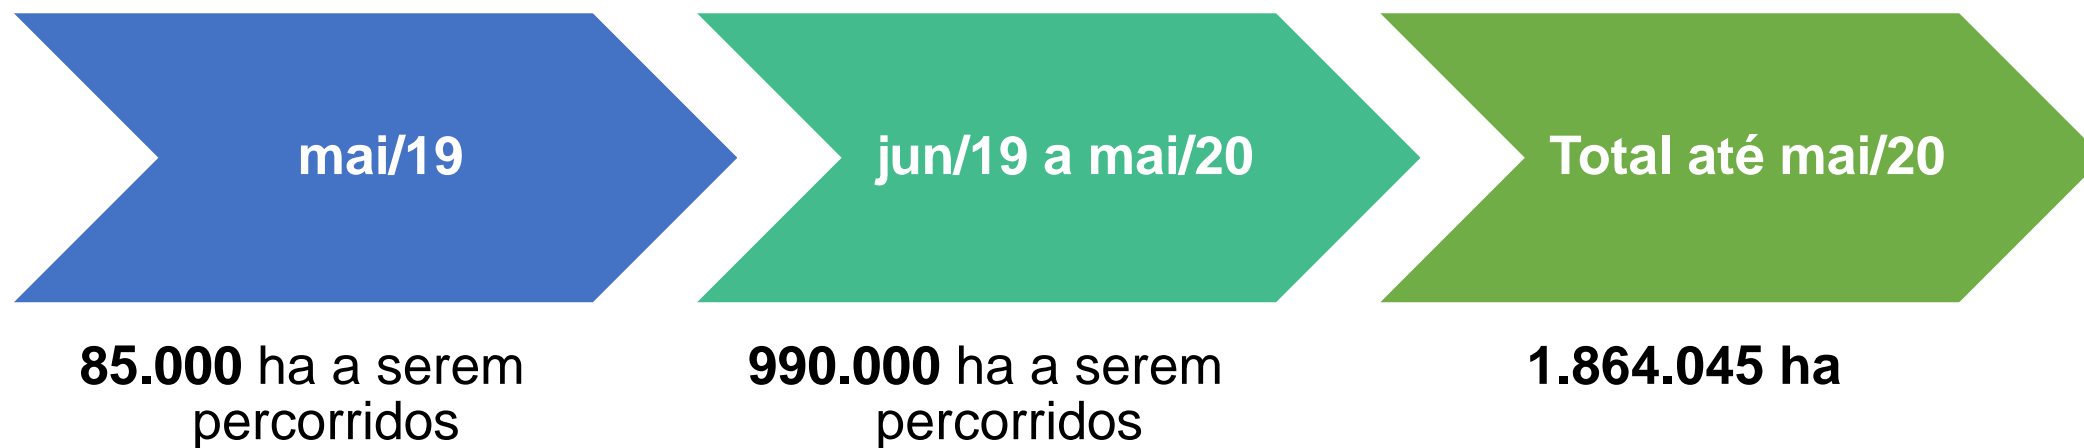 mai/19
jun/19 a mai/20
Total até mai/20
85.000 ha a serem
percorridos
990.000 ha a serem
percorridos
1.864.045 ha